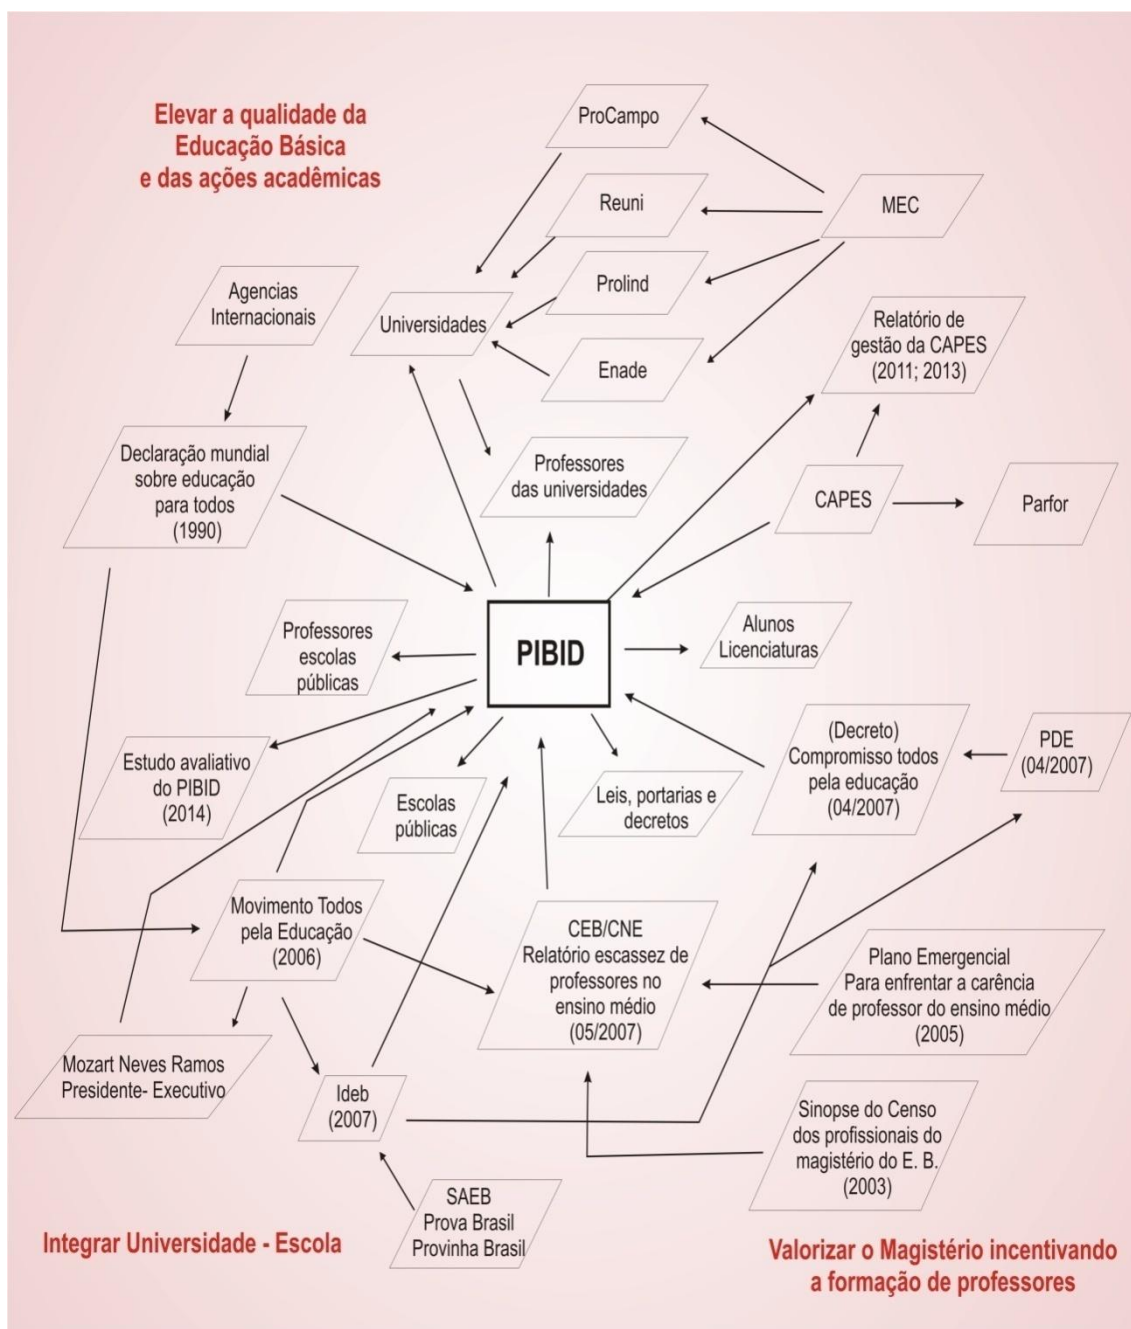 Elevar a qualidade da
Educação Básica
e das ações acadêmicas
ProCampo
Reuni
MEC
Prolind
Agencias
Internacionais
Universidades
Enade
Relatório de
gestão da CAPES
(2011; 2013)
Declaração mundial
sobre educação
para todos
(1990)
Professores
das universidades
CAPES
Parfor
PIBID
Professores
escolas
públicas
Alunos
Licenciaturas
Estudo avaliativo
do PIBID
(2014)
Escolas
públicas
Leis, portarias e
decretos
(Decreto)
Compromisso todos
pela educação
(04/2007)
PDE
(04/2007)
Movimento Todos
pela Educação
(2006)
CEB/CNE
Relatório escassez de
professores no
ensino médio
(05/2007)
Plano Emergencial
Para enfrentar a carência
de professor do ensino médio
(2005)
Mozart Neves Ramos
Presidente- Executivo
Ideb
(2007)
Sinopse do Censo
dos profissionais do
magistério do E. B.
(2003)
SAEB
Prova Brasil
Provinha Brasil
Integrar Universidade - Escola
Valorizar o Magistério incentivando
a formação de professores